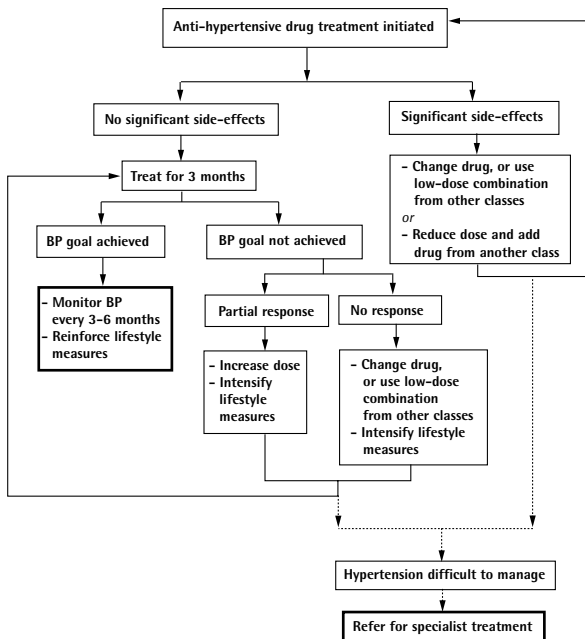 Anti-hypertensive drug treatment initiated
No significant side-effects
Significant side-effects
Treat for 3 months
– Change drug, or use
low-dose combination
from other classes
or
– Reduce dose and add
drug from another class
BP goal achieved
BP goal not achieved
– Monitor BP
every 3-6 months
– Reinforce lifestyle
measures
Partial response
No response
– Increase dose
– Intensify
lifestyle
measures
– Change drug,
or use low-dose
combination
from other classes
– Intensify lifestyle
measures
Hypertension difficult to manage
Refer for specialist treatment